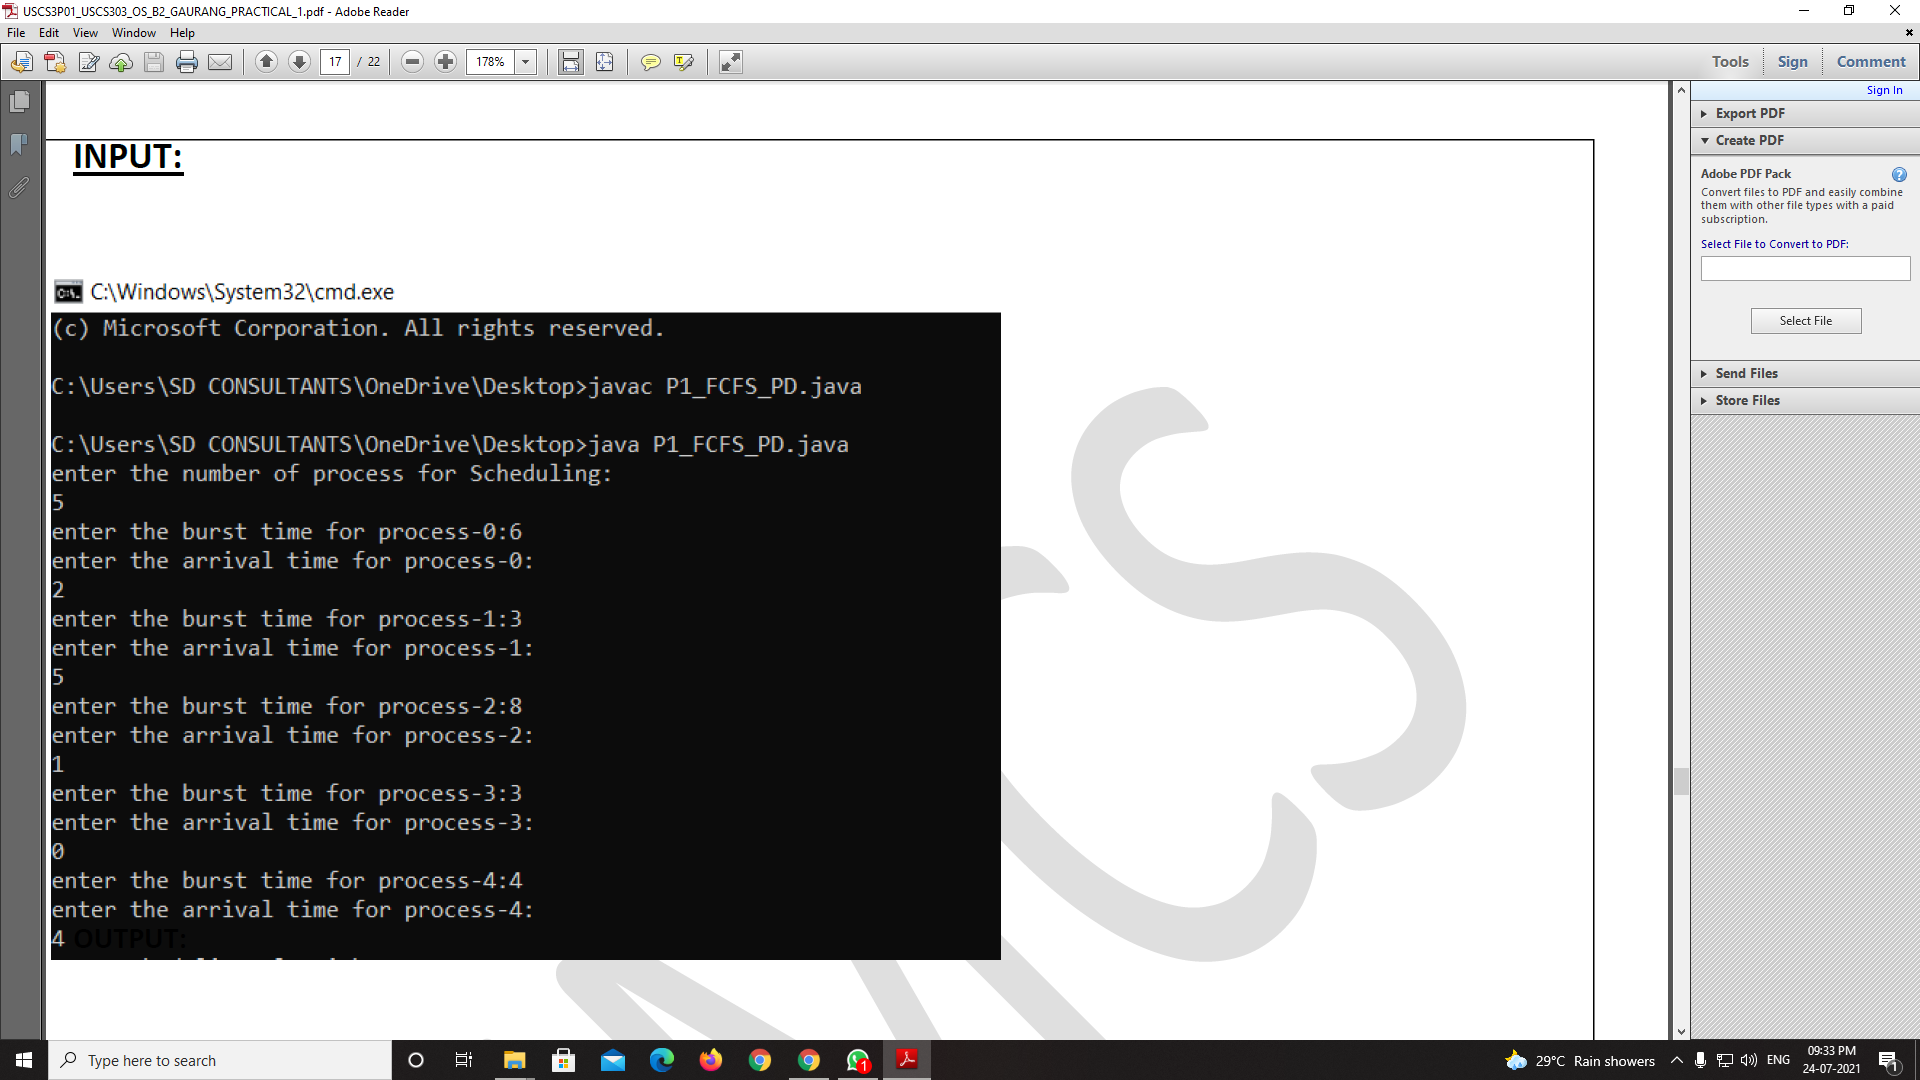 USCS3P01_USCS303_OS_B2_GAURANG_PRACTICAL_1.pdf - Adobe Reader
File Edit View Window Help
17 / 22 178% Tools Sign Comment
Sign In
Export PDF
Create PDF
Adobe PDF Pack
Convert files to PDF and easily combine
them with other file types with a paid
subscription.
Select File to Convert to PDF:
Select File
Send Files
Store Files
INPUT:
C:\Windows\System32\cmd.exe
(c) Microsoft Corporation. All rights reserved.
C:\Users\SD CONSULTANTS\OneDrive\Desktop>javac P1_FCFS_PD.java
C:\Users\SD CONSULTANTS\OneDrive\Desktop>java P1_FCFS_PD.java
enter the number of process for Scheduling:
5
enter the burst time for process-0:6
enter the arrival time for process-0:
2
enter the burst time for process-1:3
enter the arrival time for process-1:
5
enter the burst time for process-2:8
enter the arrival time for process-2:
1
enter the burst time for process-3:3
enter the arrival time for process-3:
0
enter the burst time for process-4:4
enter the arrival time for process-4:
4 OUTPUT:
Type here to search
1
29°C Rain showers ENG
09:33 PM
24-07-2021
1